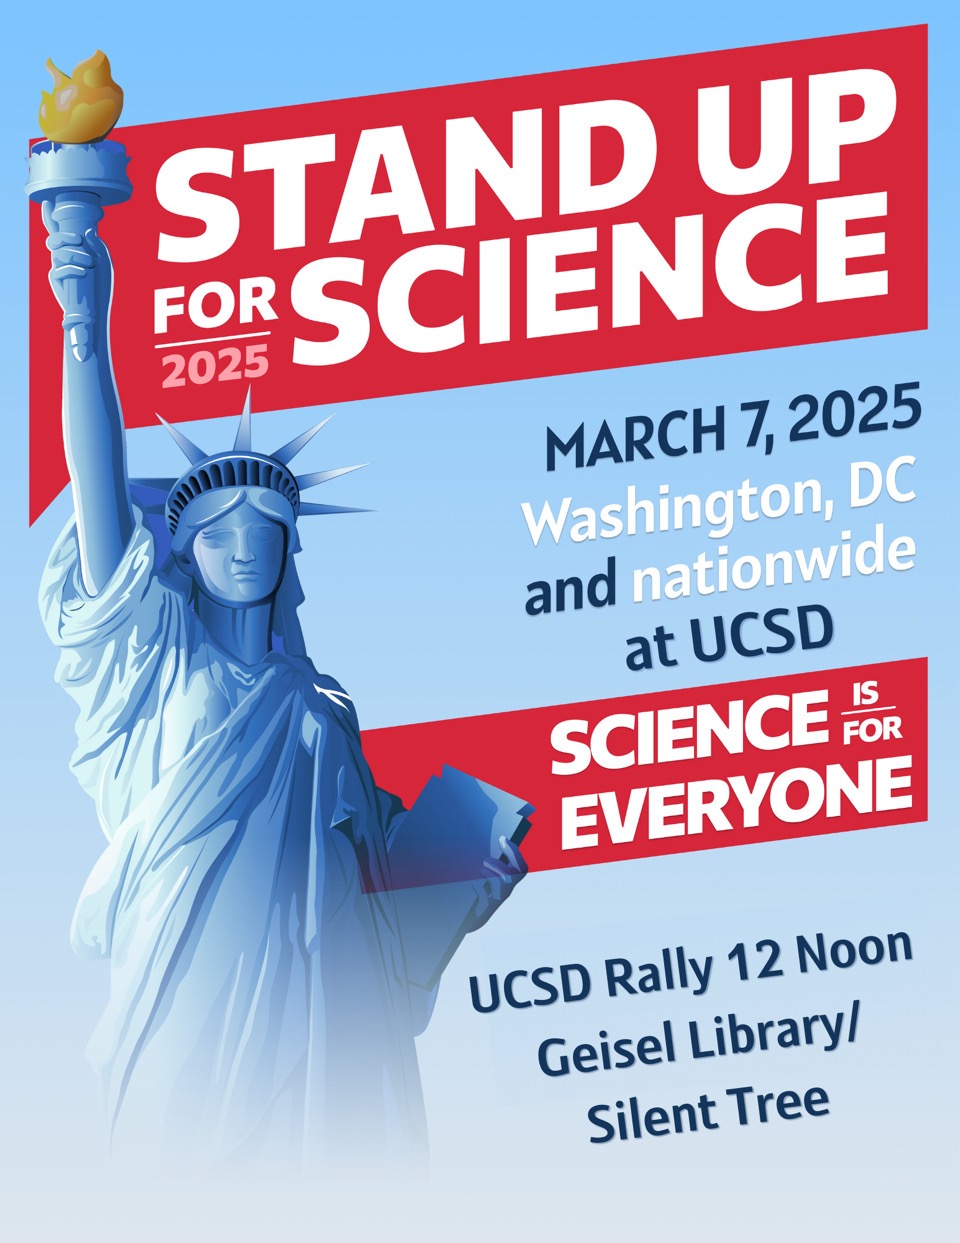 STAND UP
FOR SCIENCE
2025
MARCH 7, 2025
Washington, DC
and nationwide
at UCSD
SCIENCE IS FOR
EVERYONE
UCSD Rally 12 Noon
Geisel Library/
Silent Tree